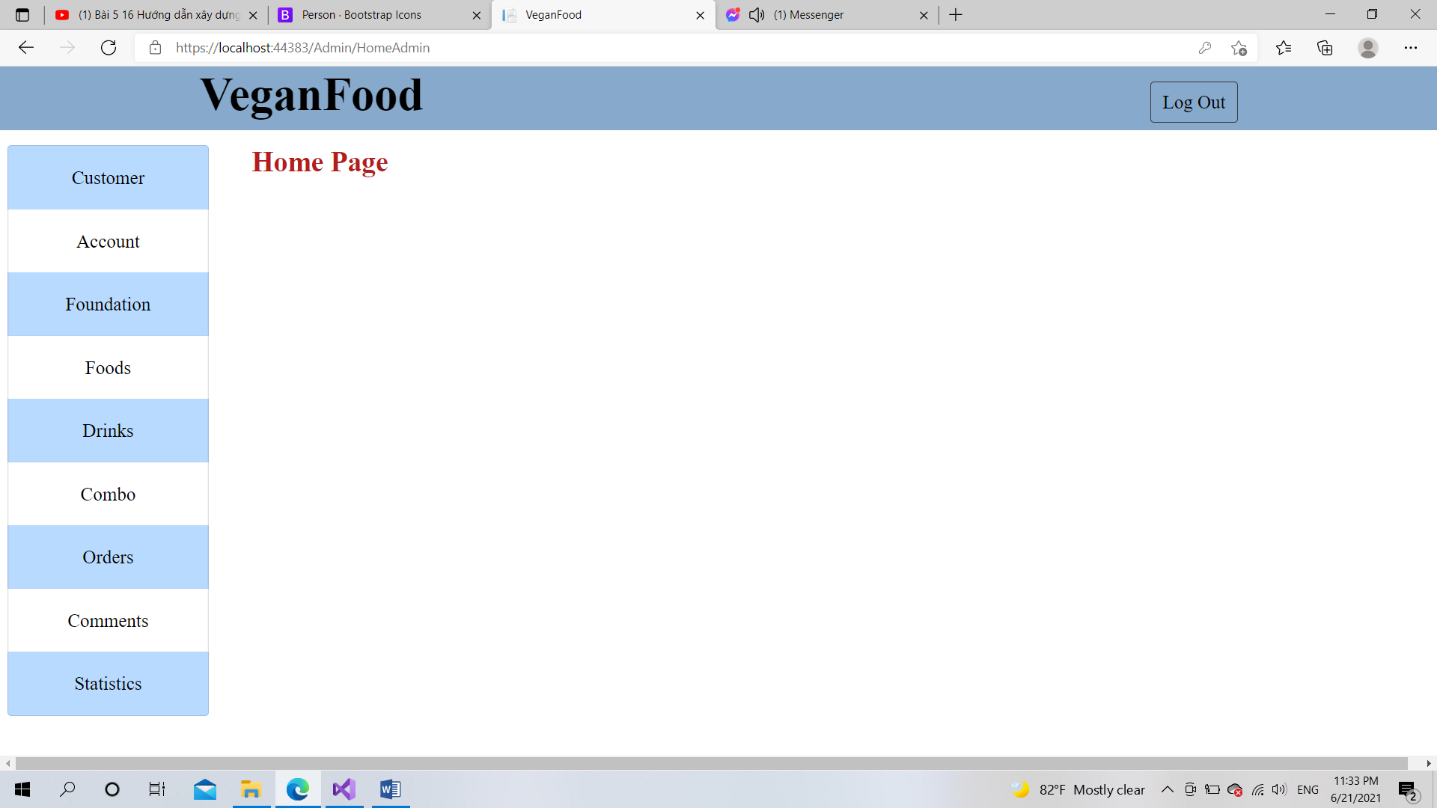 (1) Bài 5 16 Hướng dẫn xây dựng
Person · Bootstrap Icons
VeganFood
(1) Messenger
https://localhost:44383/Admin/HomeAdmin
VeganFood
Log Out
Home Page
Customer
Account
Foundation
Foods
Drinks
Combo
Orders
Comments
Statistics
82°F Mostly clear
ENG
11:33 PM
6/21/2021
2